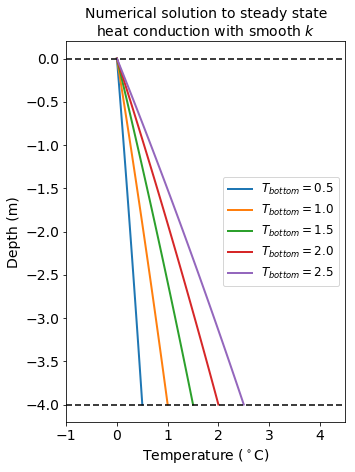 Numerical solution to steady state
heat conduction with smooth k
0.0
−0.5
−1.0
−1.5
−2.0
−2.5
−3.0
−3.5
−4.0
Depth (m)
T_bottom = 0.5
T_bottom = 1.0
T_bottom = 1.5
T_bottom = 2.0
T_bottom = 2.5
−1 0 1 2 3 4
Temperature (°C)